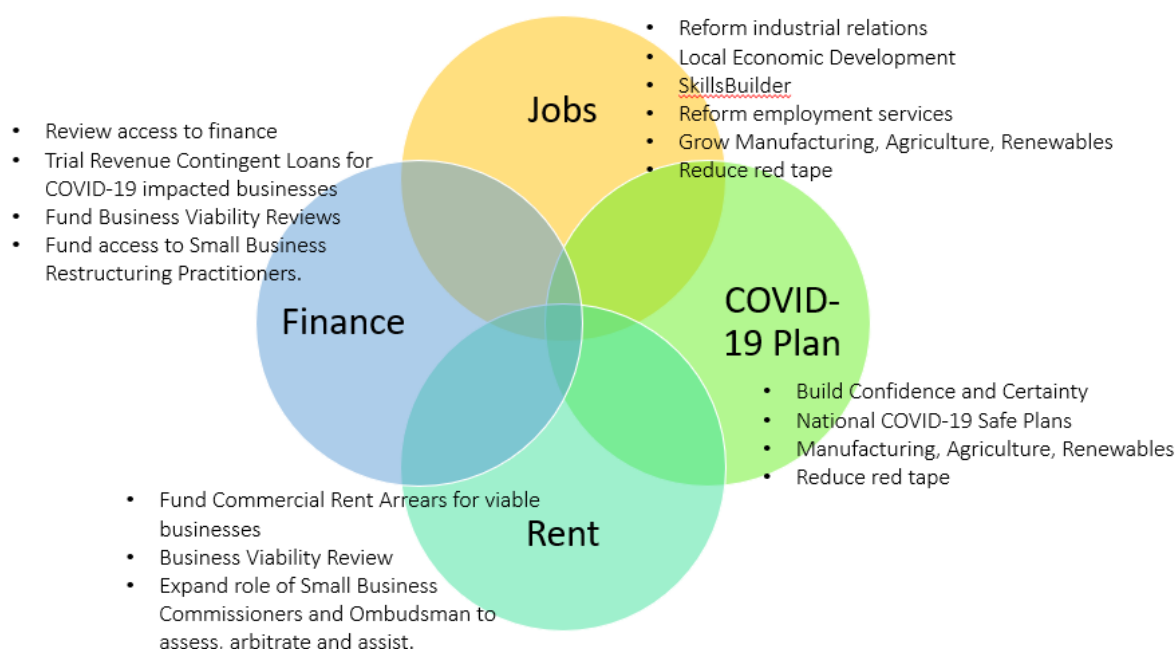 Jobs
• Reform industrial relations
• Local Economic Development
• SkillsBuilder
• Reform employment services
• Grow Manufacturing, Agriculture, Renewables
• Reduce red tape
• Review access to finance
• Trial Revenue Contingent Loans for
COVID-19 impacted businesses
• Fund Business Viability Reviews
• Fund access to Small Business
Restructuring Practitioners.
Finance
COVID-
19 Plan
• Build Confidence and Certainty
• National COVID-19 Safe Plans
• Manufacturing, Agriculture, Renewables
• Reduce red tape
• Fund Commercial Rent Arrears for viable
businesses
• Business Viability Review
• Expand role of Small Business
Commissioners and Ombudsman to
assess, arbitrate and assist.
Rent